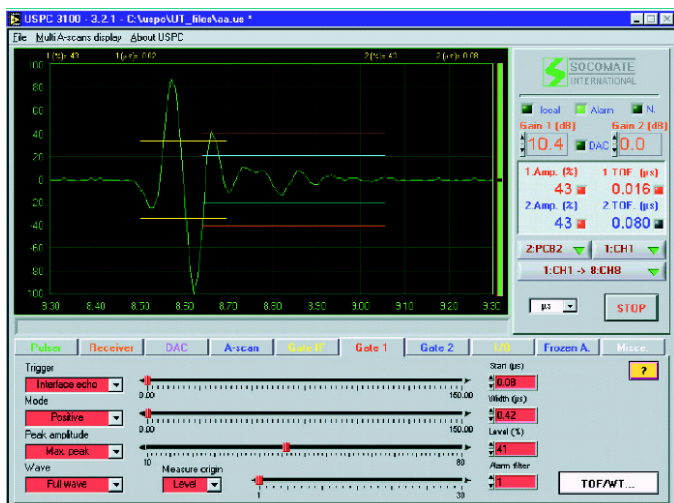 USPC 3100 - 3.2.1 - C:\uspc\UT_files\aa.us *
File Multi A-scans display About USPC
1 (%)= 43 1 (µs)= 0.02 2 (%)= 43 2 (µs)= 0.08
100
80
60
40
20
0
-20
-40
-60
-80
-100
8.30 8.40 8.50 8.60 8.70 8.80 8.90 9.00 9.10 9.20 9.30
SOCOMATE
INTERNATIONAL
local Alarm N.
Gain 1 (dB) Gain 2 (dB)
10.4 DAC 0.0
1.Amp. (%) 1 TOF (µs)
43 0.016
2.Amp. (%) 2.TOF. (µs)
43 0.080
2:PCB2 1:CH1
1:CH1 -> 8:CH8
µs STOP
Pulser Receiver DAC A-scan Gate IF Gate 1 Gate 2 I/O Frozen A. Misce.
Trigger
Interface echo
0.00 150.00
Start (µs)
0.08
?
Mode
Positive
0.00 150.00
Width (µs)
0.42
Peak amplitude
Max. peak
10 80
Level (%)
41
Wave
Full wave
Measure origin
Level
1 30
Alarm filter
1
TOF/WT...